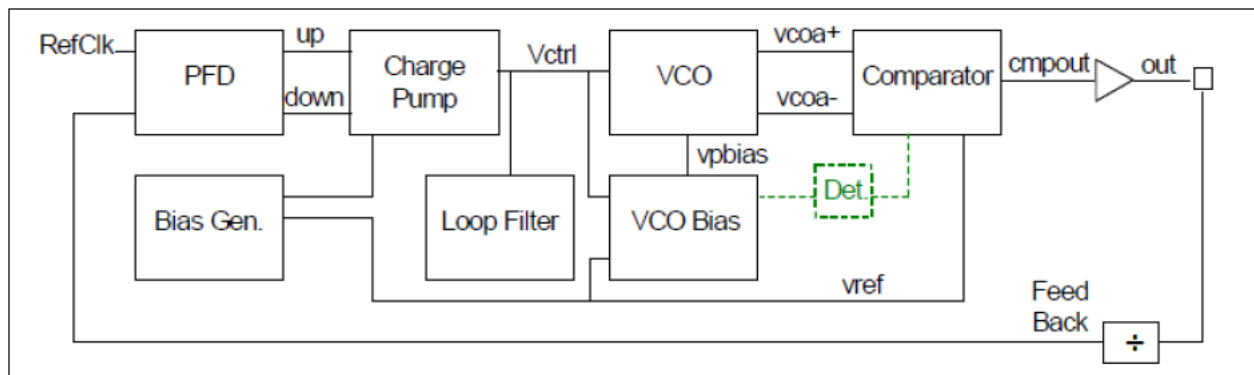 RefClk
PFD
up
down
Charge
Pump
Vctrl
VCO
vcoa+
vcoa-
Comparator
cmpout
out
vpbias
Bias Gen.
Loop Filter
VCO Bias
Det.
vref
Feed
Back
÷